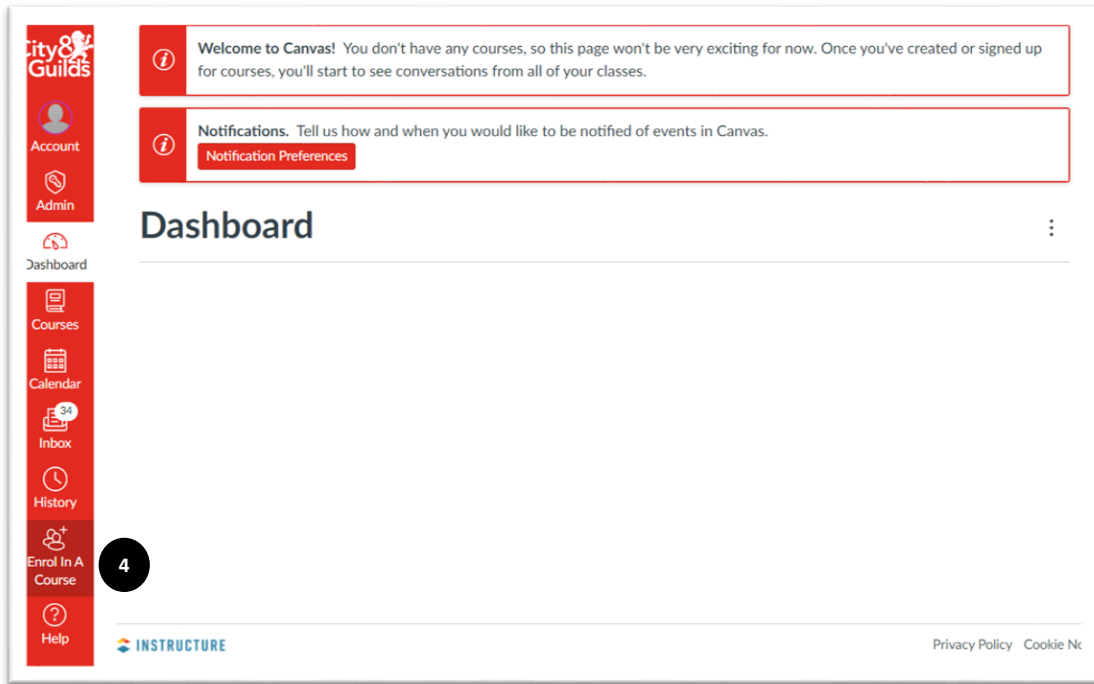 City&
Guilds
Account
Admin
Dashboard
Courses
Calendar
34
Inbox
History
Enrol In A
Course
Help
4
Welcome to Canvas! You don't have any courses, so this page won't be very exciting for now. Once you've created or signed up
for courses, you'll start to see conversations from all of your classes.
Notifications. Tell us how and when you would like to be notified of events in Canvas.
Notification Preferences
Dashboard
INSTRUCTURE
Privacy Policy Cookie No